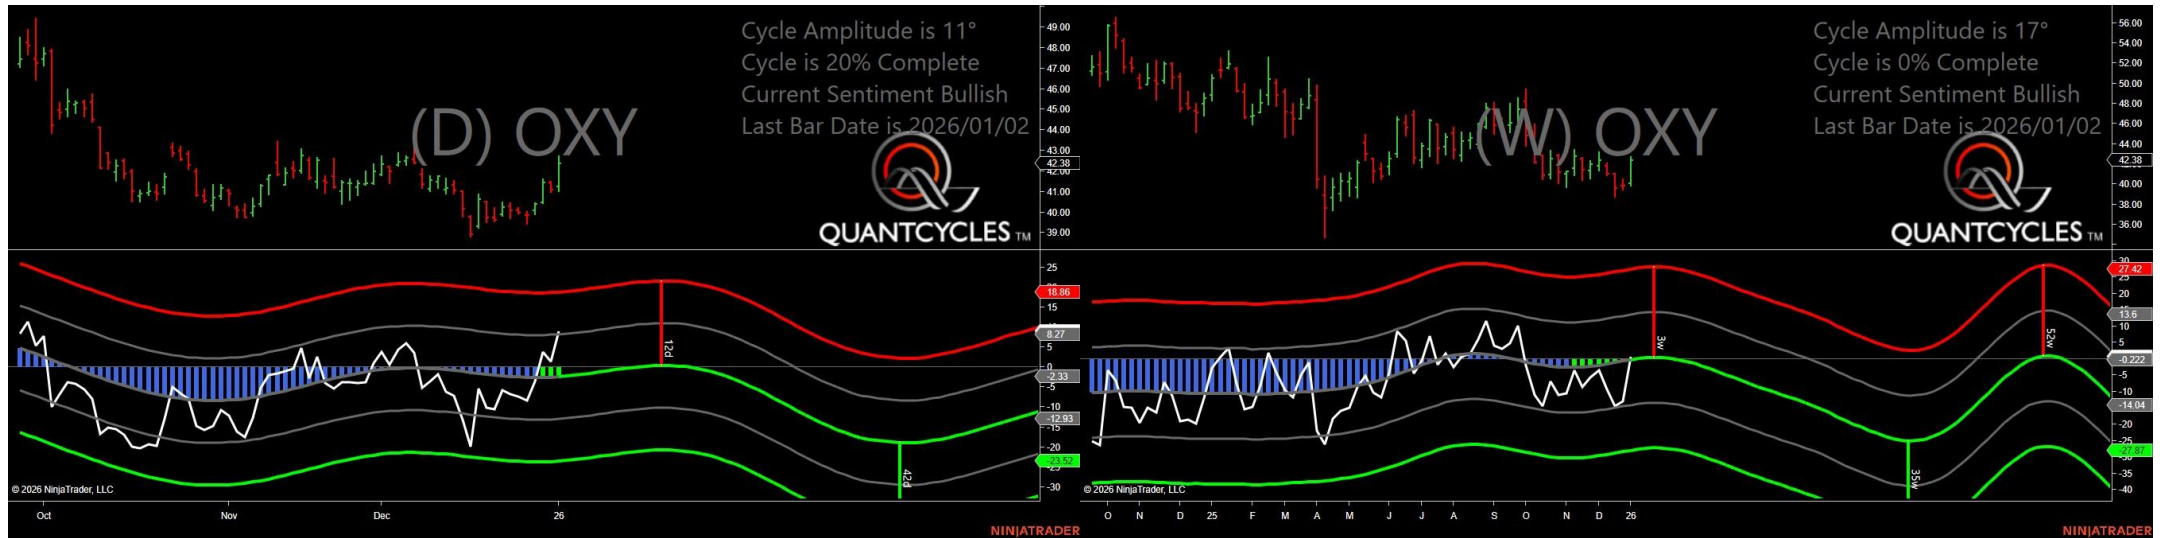 Cycle Amplitude is 11°
Cycle is 20% Complete
Current Sentiment Bullish
Last Bar Date is 2026/01/02
(D) OXY
QUANTCYCLES TM
49.00
48.00
47.00
46.00
45.00
44.00
43.00
42.38
42.00
41.00
40.00
39.00
25
18.86
15
8.27
5
0
-2.33
-5
-10
-12.93
-15
-20
-23.52
-30
12d
42d
© 2026 NinjaTrader, LLC
Oct Nov Dec 26
NINJATRADER
Cycle Amplitude is 17°
Cycle is 0% Complete
Current Sentiment Bullish
Last Bar Date is 2026/01/02
(W) OXY
QUANTCYCLES TM
56.00
54.00
52.00
50.00
48.00
46.00
44.00
42.38
40.00
38.00
36.00
30
27.42
20
13.6
10
5
-0.222
-5
-10
-14.04
-20
-25
-27.87
-35
-40
3w
35w
52w
© 2026 NinjaTrader, LLC
O N D 25 F M A M J J A S O N D 26
NINJATRADER